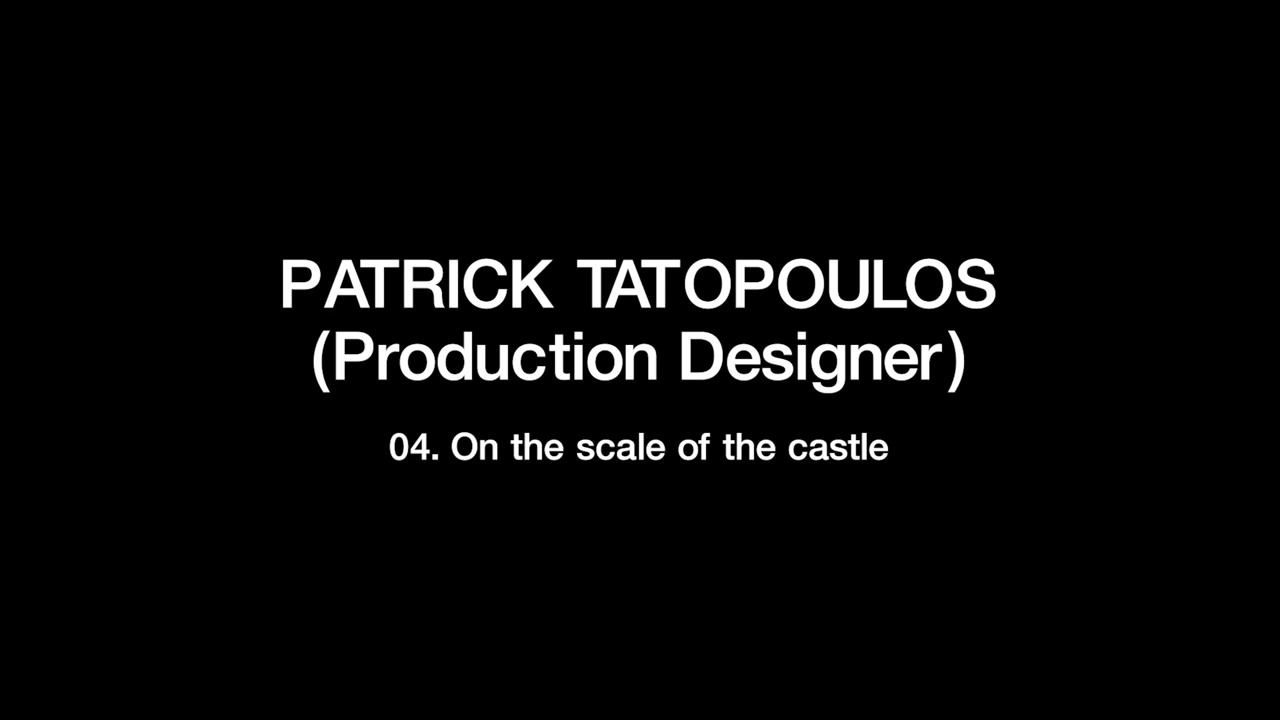 PATRICK TATOPOULOS
(Production Designer)
04. On the scale of the castle